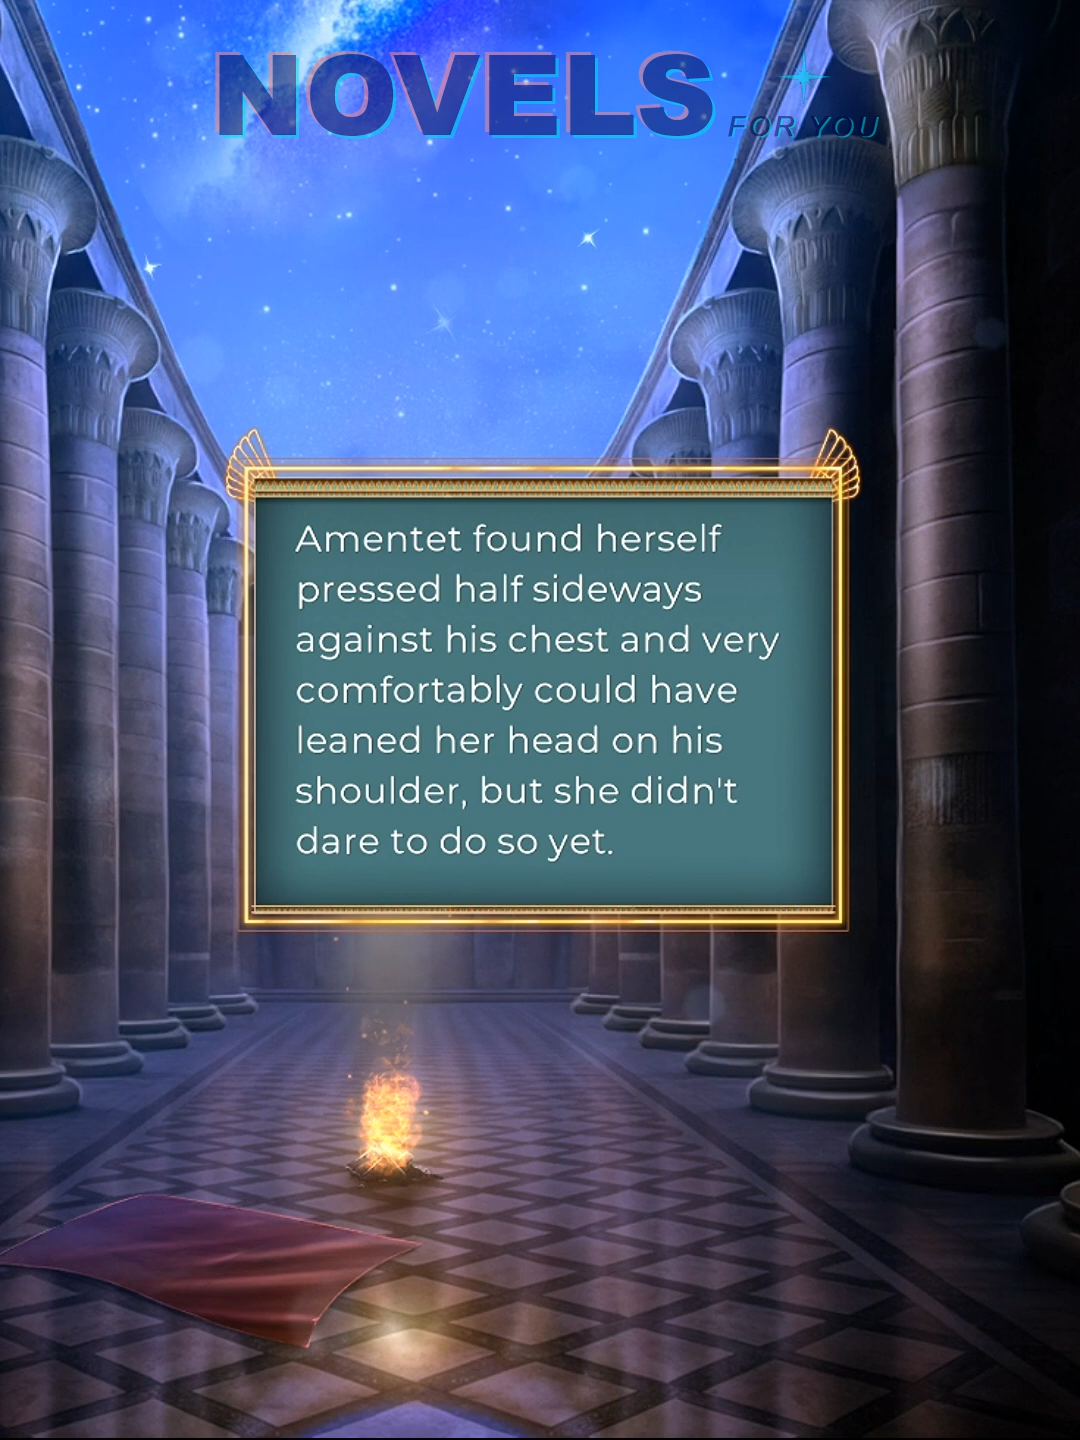 NOVELS
FOR YOU
Amentet found herself
pressed half sideways
against his chest and very
comfortably could have
leaned her head on his
shoulder, but she didn't
dare to do so yet.